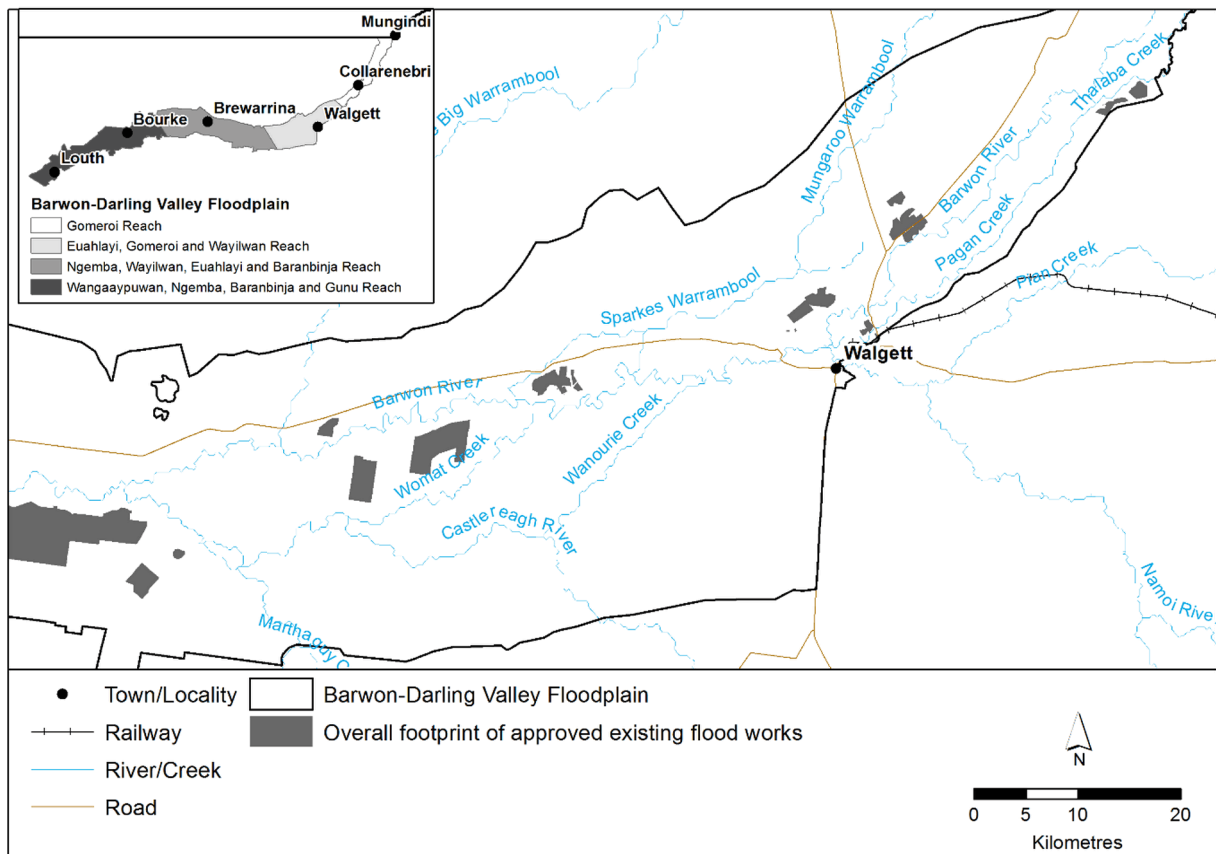 Mungindi
Collarenebri
Brewarrina
Walgett
Bourke
Louth
Barwon-Darling Valley Floodplain
Gomeroi Reach
Euahlayi, Gomeroi and Wayilwan Reach
Ngemba, Wayilwan, Euahlayi and Baranbinja Reach
Wangaaypuwan, Ngemba, Baranbinja and Gunu Reach
e Big Warrambool
Mungaroo Warrambool
Thalaba Creek
Barwon River
Pagan Creek
Pian Creek
Sparkes Warrambool
Walgett
Barwon River
Wanourie Creek
Womat Creek
Castlereagh River
Namoi River
Marthaguy C
Town/Locality
Barwon-Darling Valley Floodplain
Railway
Overall footprint of approved existing flood works
River/Creek
Road
N
0 5 10 20
Kilometres